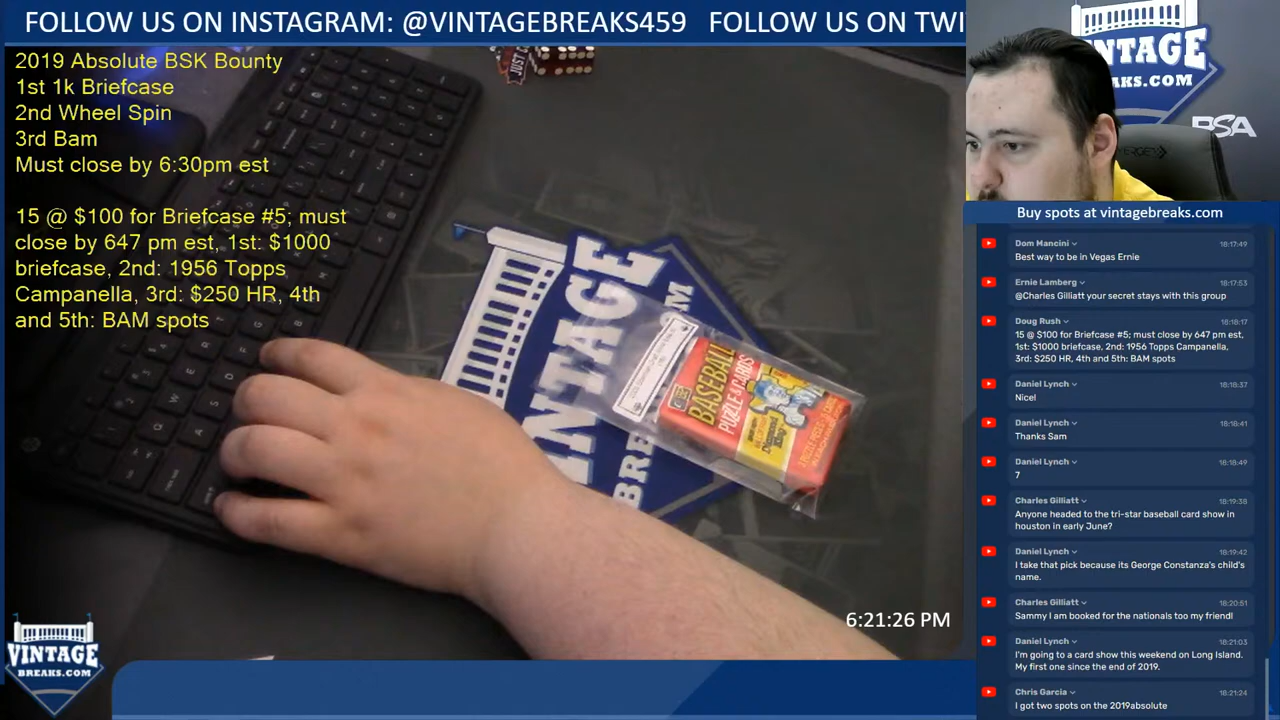 FOLLOW US ON INSTAGRAM: @VINTAGEBREAKS459 FOLLOW US ON TWI
2019 Absolute BSK Bounty
1st 1k Briefcase
2nd Wheel Spin
3rd Bam
Must close by 6:30pm est
15 @ $100 for Briefcase #5; must
close by 647 pm est, 1st: $1000
briefcase, 2nd: 1956 Topps
Campanella, 3rd: $250 HR, 4th
and 5th: BAM spots
JUST
VINTAGE
BREAKS.COM
BASEBALL
PUZZLE & CARDS
6:21:26 PM
VINTAGE
BREAKS.COM
NTAGE
KS.COM
PSA
Buy spots at vintagebreaks.com
Dom Mancini 18:17:49
Best way to be in Vegas Ernie
Ernie Lamberg 18:17:53
@Charles Gilliatt your secret stays with this group
Doug Rush 18:18:17
15 @ $100 for Briefcase #5; must close by 647 pm est,
1st: $1000 briefcase, 2nd: 1956 Topps Campanella,
3rd: $250 HR, 4th and 5th: BAM spots
Daniel Lynch 18:18:37
Nice!
Daniel Lynch 18:18:41
Thanks Sam
Daniel Lynch 18:18:49
7
Charles Gilliatt 18:19:38
Anyone headed to the tri-star baseball card show in
houston in early June?
Daniel Lynch 18:19:42
I take that pick because its George Constanza's child's
name.
Charles Gilliatt 18:20:51
Sammy I am booked for the nationals too my friend!
Daniel Lynch 18:21:03
I'm going to a card show this weekend on Long Island.
My first one since the end of 2019.
Chris Garcia 18:21:24
I got two spots on the 2019absolute